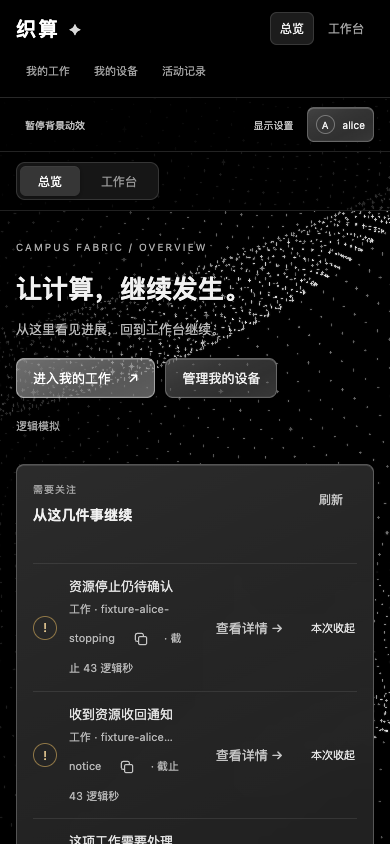 织算
总览 工作台
我的工作 我的设备 活动记录
暂停背景动效 显示设置 A alice
总览 工作台
CAMPUS FABRIC / OVERVIEW
让计算，继续发生。
从这里看见进展，回到工作台继续。
进入我的工作 ↗ 管理我的设备
逻辑模拟
需要关注
从这几件事继续
刷新
资源停止仍待确认
工作 · fixture-alice-
stopping · 截
止 43 逻辑秒
! 查看详情 → 本次收起
收到资源收回通知
工作 · fixture-alice…
notice · 截止
43 逻辑秒
! 查看详情 → 本次收起
这项工作需要处理